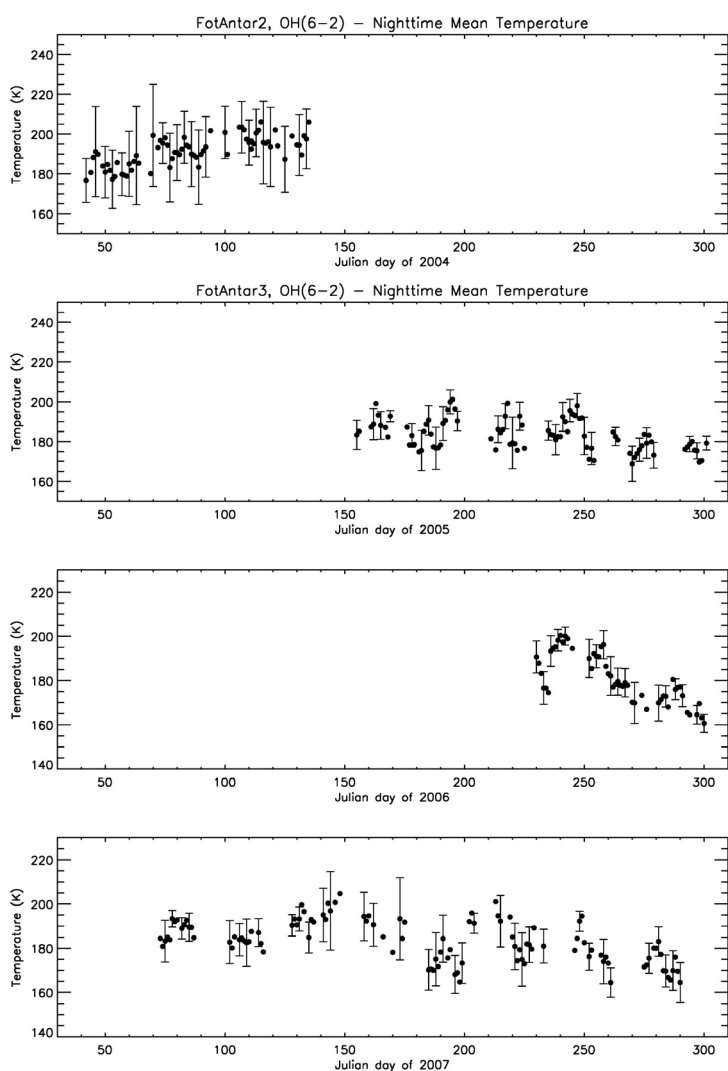 FotAntar2, OH(6-2) - Nighttime Mean Temperature
Temperature (K)
240
220
200
180
160
50 100 150 200 250 300
Julian day of 2004
FotAntar3, OH(6-2) - Nighttime Mean Temperature
Temperature (K)
240
220
200
180
160
50 100 150 200 250 300
Julian day of 2005
Temperature (K)
220
200
180
160
140
50 100 150 200 250 300
Julian day of 2006
Temperature (K)
220
200
180
160
140
50 100 150 200 250 300
Julian day of 2007